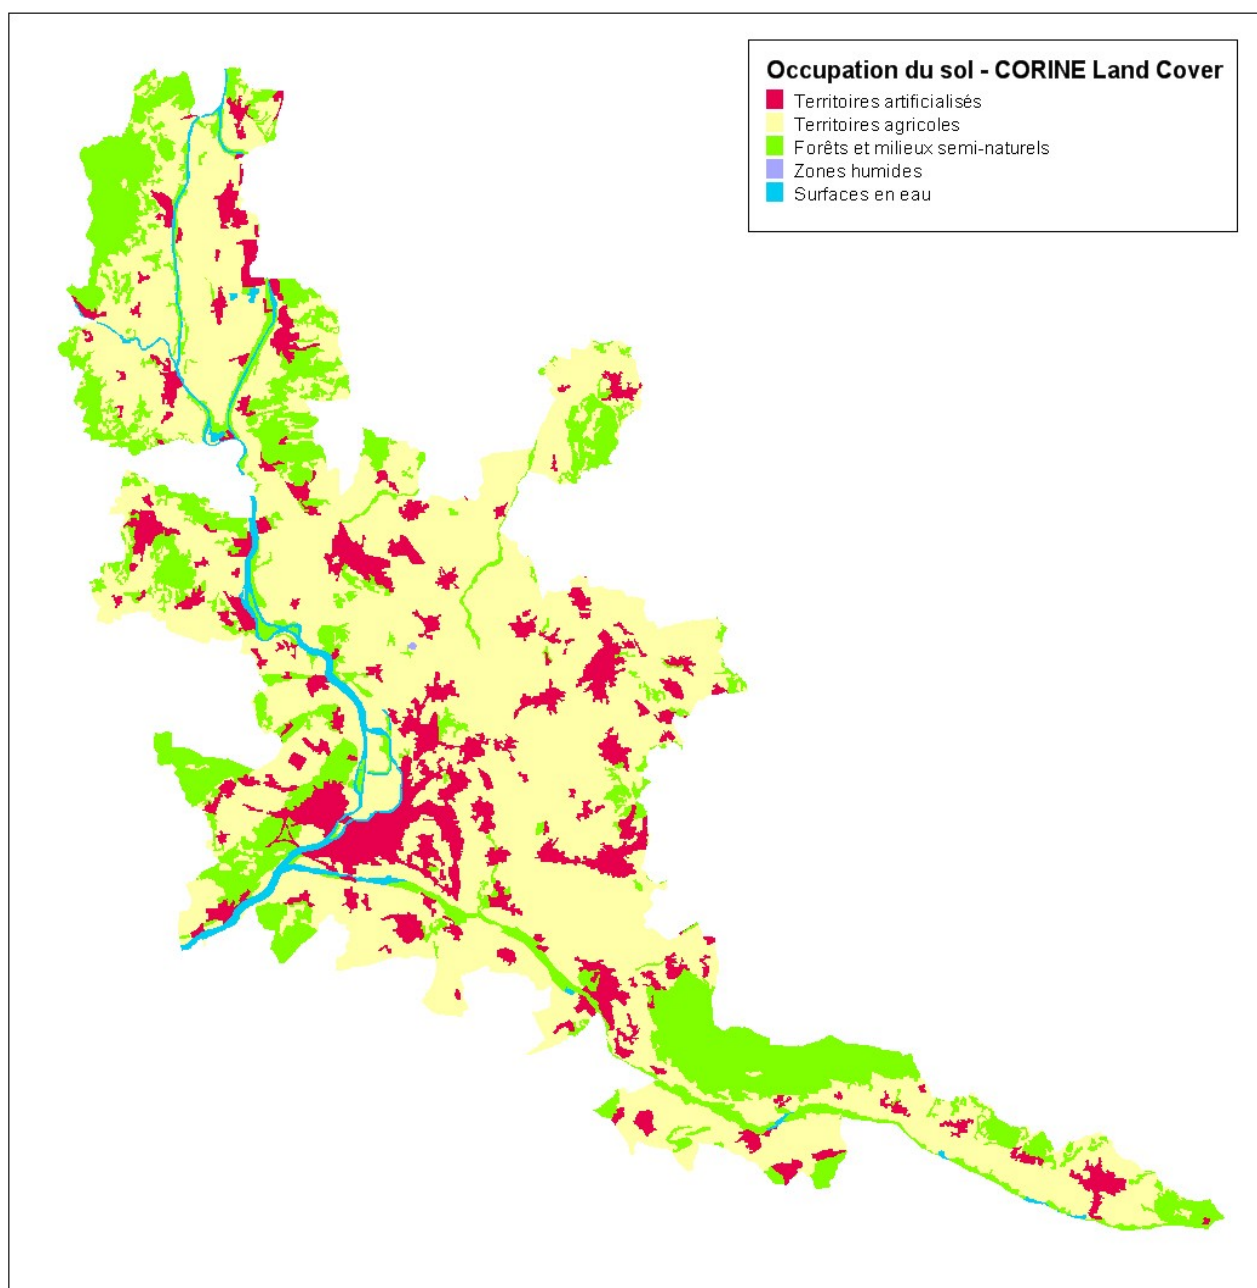 Occupation du sol - CORINE Land Cover
Territoires artificialisés
Territoires agricoles
Forêts et milieux semi-naturels
Zones humides
Surfaces en eau